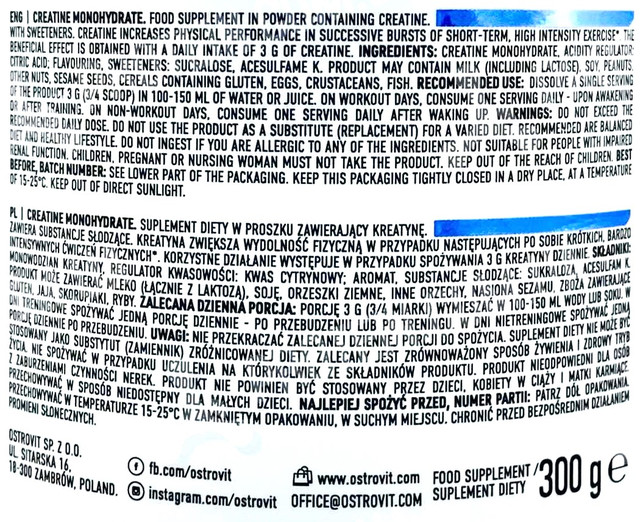 ENG | CREATINE MONOHYDRATE. FOOD SUPPLEMENT IN POWDER CONTAINING CREATINE.
WITH SWEETENERS. CREATINE INCREASES PHYSICAL PERFORMANCE IN SUCCESSIVE BURSTS OF SHORT-TERM, HIGH INTENSITY EXERCISE*. THE
BENEFICIAL EFFECT IS OBTAINED WITH A DAILY INTAKE OF 3 G OF CREATINE. INGREDIENTS: CREATINE MONOHYDRATE, ACIDITY REGULATOR:
CITRIC ACID; FLAVOURING, SWEETENERS: SUCRALOSE, ACESULFAME K. PRODUCT MAY CONTAIN MILK (INCLUDING LACTOSE), SOY, PEANUTS,
OTHER NUTS, SESAME SEEDS, CEREALS CONTAINING GLUTEN, EGGS, CRUSTACEANS, FISH. RECOMMENDED USE: DISSOLVE A SINGLE SERVING
OF THE PRODUCT 3 G (3/4 SCOOP) IN 100-150 ML OF WATER OR JUICE. ON WORKOUT DAYS, CONSUME ONE SERVING DAILY - UPON AWAKENING
OR AFTER TRAINING. ON NON-WORKOUT DAYS, CONSUME ONE SERVING DAILY AFTER WAKING UP. WARNINGS: DO NOT EXCEED THE
RECOMMENDED DAILY DOSE. DO NOT USE THE PRODUCT AS A SUBSTITUTE (REPLACEMENT) FOR A VARIED DIET. RECOMMENDED ARE BALANCED
DIET AND HEALTHY LIFESTYLE. DO NOT INGEST IF YOU ARE ALLERGIC TO ANY OF THE INGREDIENTS. NOT SUITABLE FOR PEOPLE WITH IMPAIRED
RENAL FUNCTION. CHILDREN, PREGNANT OR NURSING WOMAN MUST NOT TAKE THE PRODUCT. KEEP OUT OF THE REACH OF CHILDREN. BEST
BEFORE, BATCH NUMBER: SEE LOWER PART OF THE PACKAGING. KEEP THIS PACKAGING TIGHTLY CLOSED IN A DRY PLACE, AT A TEMPERATURE
OF 15-25°C. KEEP OUT OF DIRECT SUNLIGHT.
PL | CREATINE MONOHYDRATE. SUPLEMENT DIETY W PROSZKU ZAWIERAJĄCY KREATYNĘ.
ZAWIERA SUBSTANCJE SŁODZĄCE. KREATYNA ZWIĘKSZA WYDOLNOŚĆ FIZYCZNĄ W PRZYPADKU NASTĘPUJĄCYCH PO SOBIE KRÓTKICH, BARDZO
INTENSYWNYCH ĆWICZEŃ FIZYCZNYCH*. KORZYSTNE DZIAŁANIE WYSTĘPUJE W PRZYPADKU SPOŻYWANIA 3 G KREATYNY DZIENNIE. SKŁADNIKI:
MONOWODZIAN KREATYNY, REGULATOR KWASOWOŚCI: KWAS CYTRYNOWY; AROMAT, SUBSTANCJE SŁODZĄCE: SUKRALOZA, ACESULFAM K.
PRODUKT MOŻE ZAWIERAĆ MLEKO (ŁĄCZNIE Z LAKTOZĄ), SOJĘ, ORZESZKI ZIEMNE, INNE ORZECHY, NASIONA SEZAMU, ZBOŻA ZAWIERAJĄCE
GLUTEN, JAJA, SKORUPIAKI, RYBY. ZALECANA DZIENNA PORCJA: PORCJĘ 3 G (3/4 MIARKI) WYMIESZAĆ W 100-150 ML WODY LUB SOKU. W
DNI TRENINGOWE SPOŻYWAĆ JEDNĄ PORCJĘ DZIENNIE - PO PRZEBUDZENIU LUB PO TRENINGU. W DNI NIETRENINGOWE SPOŻYWAĆ JEDNĄ
PORCJĘ DZIENNIE PO PRZEBUDZENIU. UWAGI: NIE PRZEKRACZAĆ ZALECANEJ DZIENNEJ PORCJI DO SPOŻYCIA. SUPLEMENT DIETY NIE MOŻE BYĆ
STOSOWANY JAKO SUBSTYTUT (ZAMIENNIK) ZRÓŻNICOWANEJ DIETY. ZALECANY JEST ZRÓWNOWAŻONY SPOSÓB ŻYWIENIA I ZDROWY TRYB
ŻYCIA. NIE SPOŻYWAĆ W PRZYPADKU UCZULENIA NA KTÓRYKOLWIEK ZE SKŁADNIKÓW PRODUKTU. PRODUKT NIEODPOWIEDNI DLA OSÓB
Z ZABURZENIAMI CZYNNOŚCI NEREK. PRODUKT NIE POWINIEN BYĆ STOSOWANY PRZEZ DZIECI, KOBIETY W CIĄŻY I MATKI KARMIĄCE.
PRZECHOWYWAĆ W SPOSÓB NIEDOSTĘPNY DLA MAŁYCH DZIECI. NAJLEPIEJ SPOŻYĆ PRZED, NUMER PARTII: PATRZ DÓŁ OPAKOWANIA.
PRZECHOWYWAĆ W TEMPERATURZE 15-25°C W ZAMKNIĘTYM OPAKOWANIU, W SUCHYM MIEJSCU. CHRONIĆ PRZED BEZPOŚREDNIM DZIAŁANIEM
PROMIENI SŁONECZNYCH.
OSTROVIT SP. Z O.O.
UL. SITARSKA 16,
18-300 ZAMBRÓW, POLAND.
fb.com/ostrovit
instagram.com/ostrovit
www.ostrovit.com
OFFICE@OSTROVIT.COM
FOOD SUPPLEMENT /
SUPLEMENT DIETY
300 g e